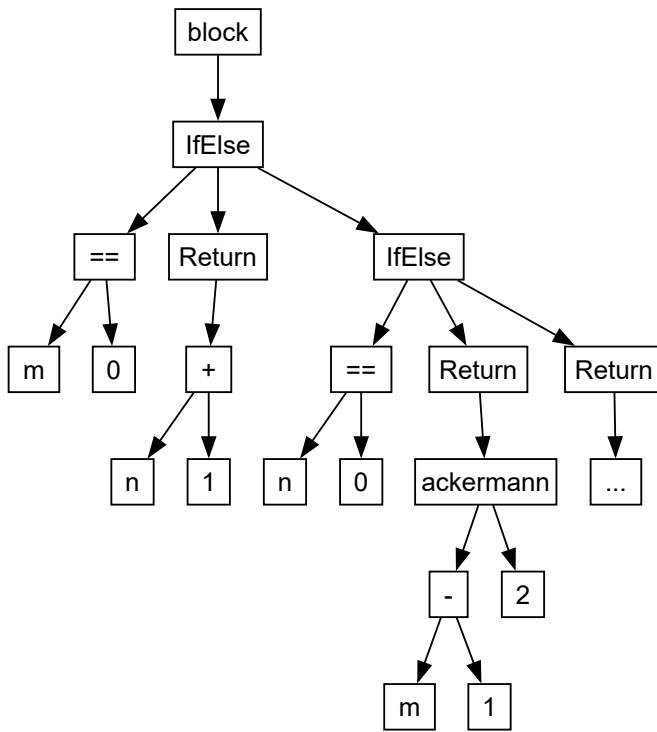 block
IfElse
== Return IfElse
m 0 + == Return Return
n 1 n 0 ackermann ...
- 2
m 1